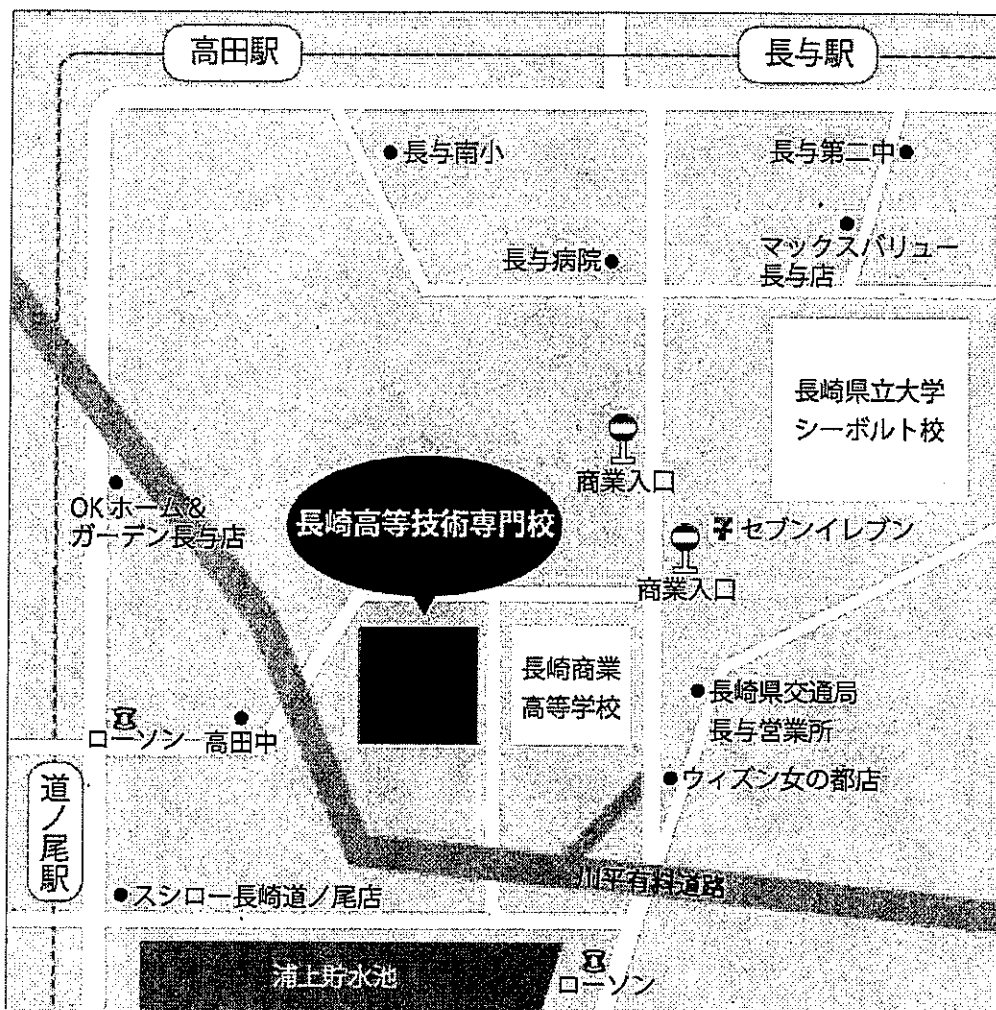 高田駅
長与駅
長与南小
長与第二中
マックスバリュー
長与店
長与病院
長崎県立大学
シーボルト校
商業入口
OKホーム&
ガーデン長与店
長崎高等技術専門校
セブンイレブン
商業入口
長崎商業
高等学校
長崎県交通局
長与営業所
ローソン
高田中
道ノ尾駅
ウィズン女の都店
川平有料道路
スシロー長崎道ノ尾店
浦上貯水池
ローソン